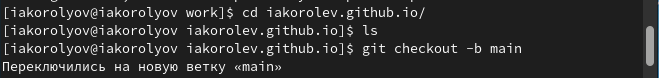 [iakorolyov@iakorolyov work]$ cd iakorolev.github.io/
[iakorolyov@iakorolyov iakorolev.github.io]$ ls
[iakorolyov@iakorolyov iakorolev.github.io]$ git checkout -b main
Переключились на новую ветку «main»